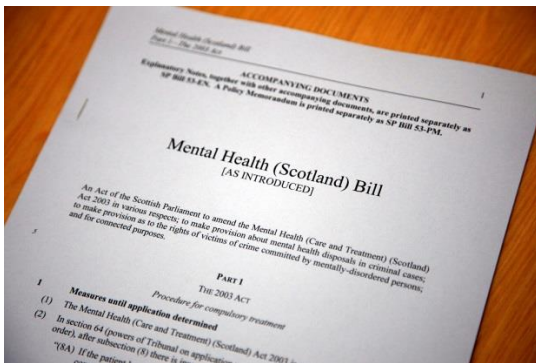 Mental Health (Scotland) Bill
Part 1—The 2003 Act
1
ACCOMPANYING DOCUMENTS
Explanatory Notes, together with other accompanying documents, are printed separately as
SP Bill 53-EN. A Policy Memorandum is printed separately as SP Bill 53-PM.
Mental Health (Scotland) Bill
[AS INTRODUCED]
An Act of the Scottish Parliament to amend the Mental Health (Care and Treatment) (Scotland)
Act 2003 in various respects; to make provision about mental health disposals in criminal cases;
to make provision as to the rights of victims of crime committed by mentally-disordered persons;
and for connected purposes.
5
PART 1
THE 2003 ACT
Procedure for compulsory treatment
1 Measures until application determined
(1) The Mental Health (Care and Treatment) (Scotland) Act 2003 is
(2) In section 64 (powers of Tribunal on application
order), after subsection (8) there is
“(8A) If the patient